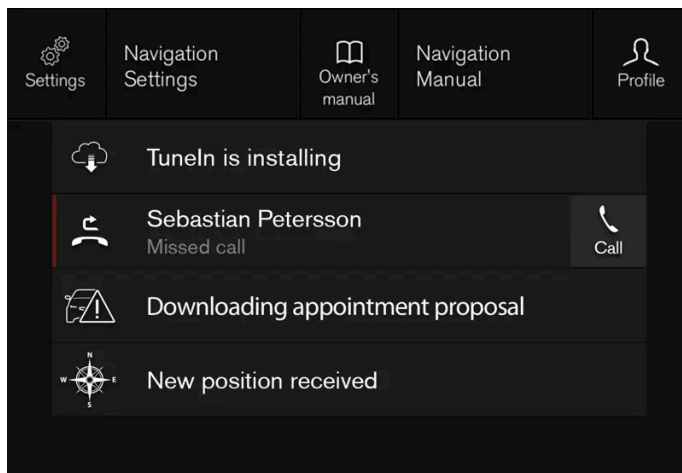 Settings
Navigation
Settings
Owner's
manual
Navigation
Manual
Profile
TuneIn is installing
Sebastian Petersson
Missed call
Call
Downloading appointment proposal
N
W
E
S
New position received